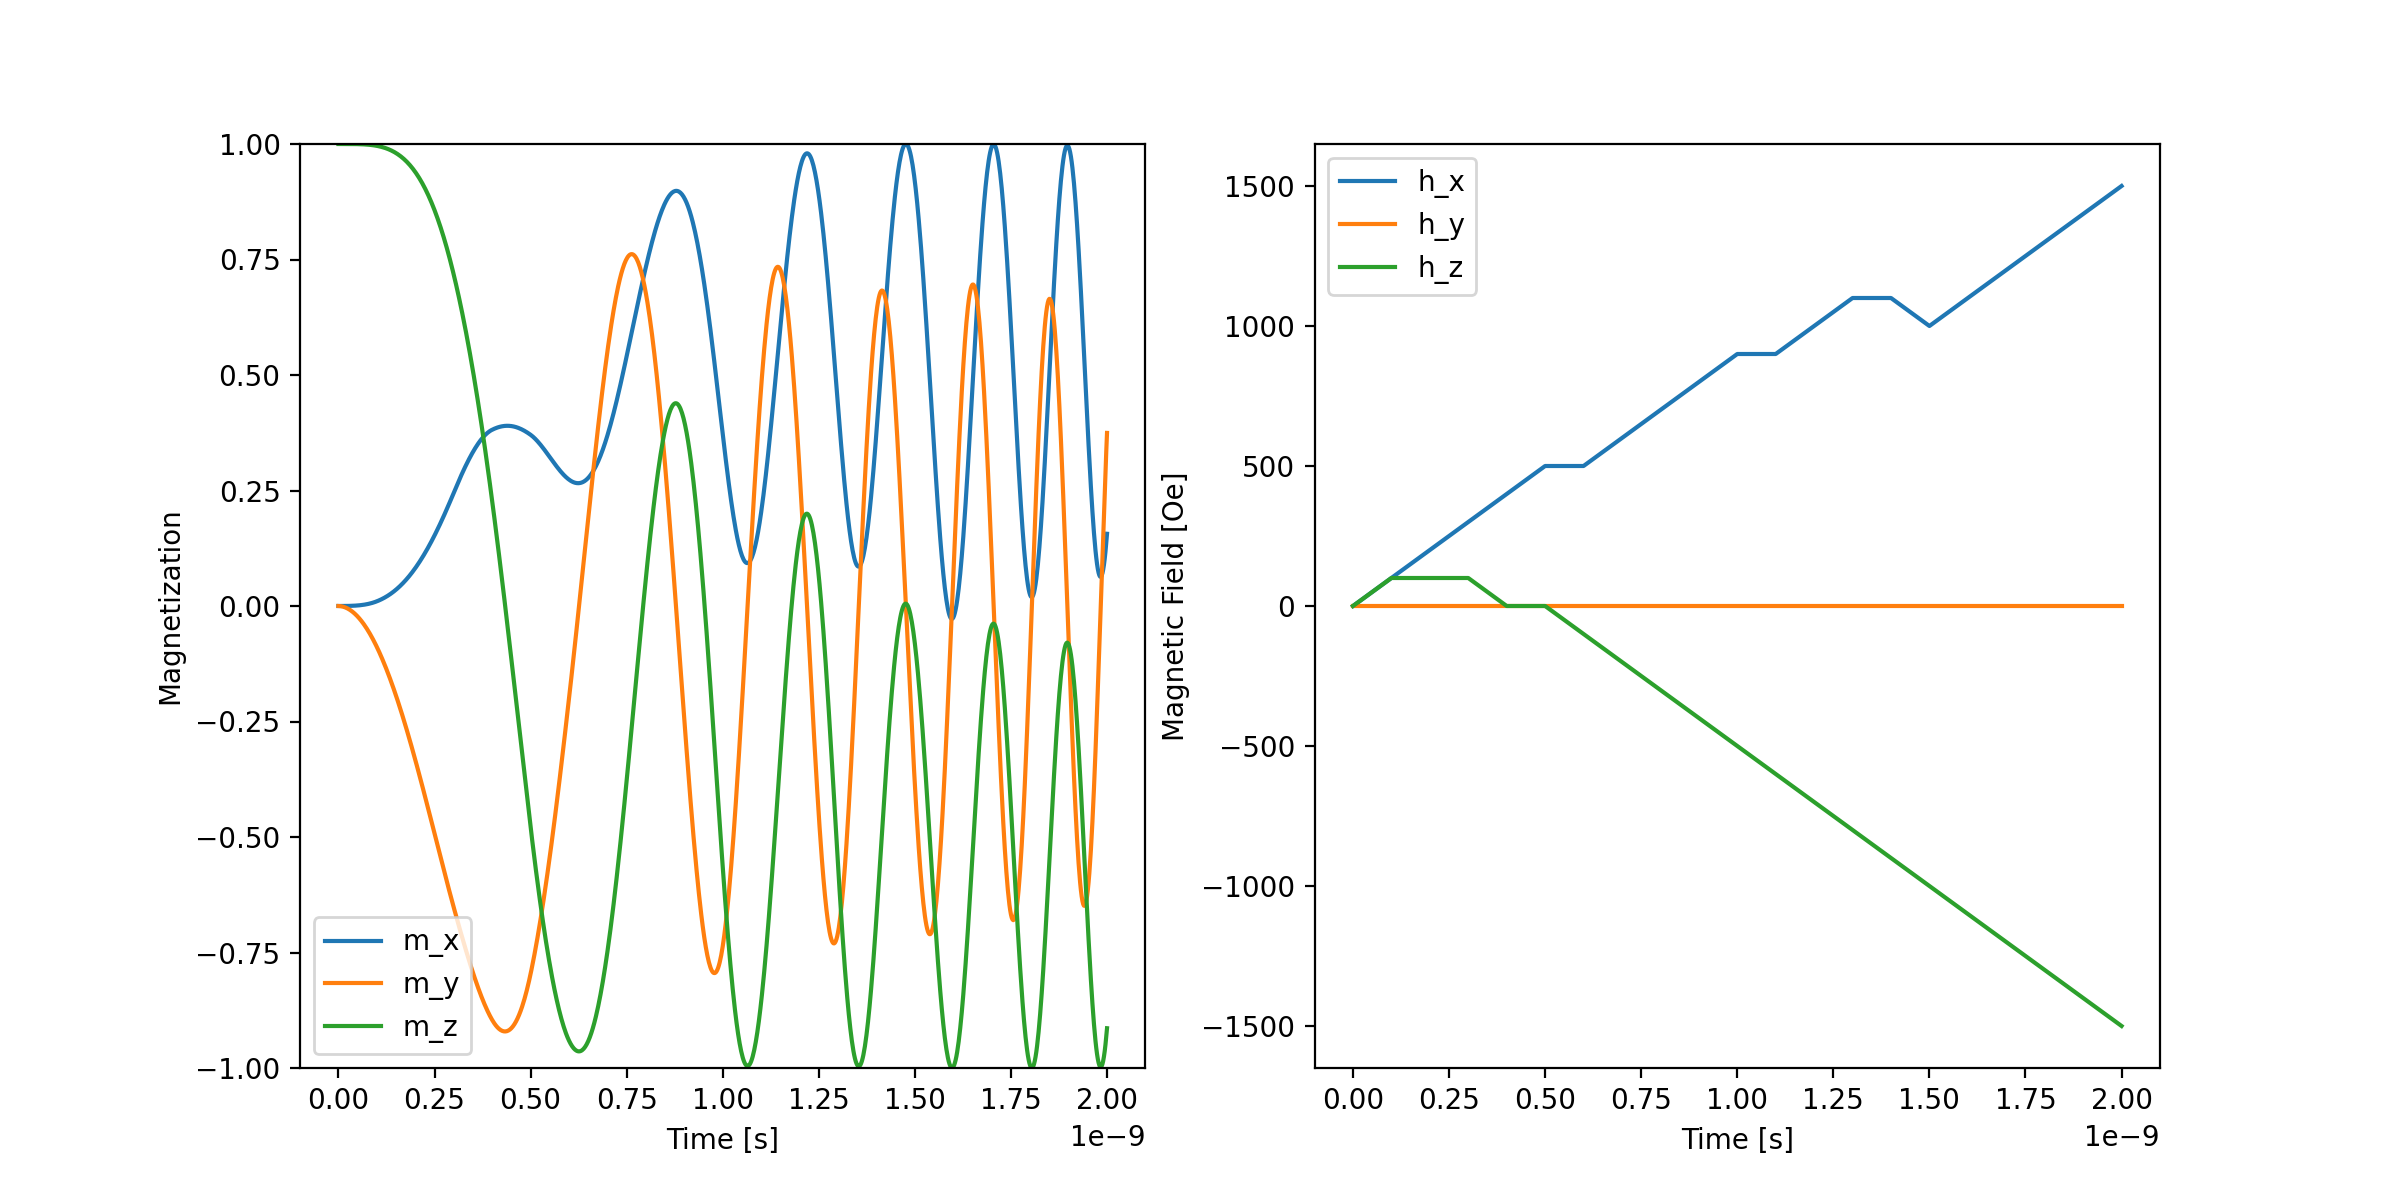 1.00
0.75
0.50
0.25
0.00
−0.25
−0.50
−0.75
−1.00
Magnetization
m_x
m_y
m_z
0.00 0.25 0.50 0.75 1.00 1.25 1.50 1.75 2.00
Time [s]
1e−9
1500
1000
500
0
−500
−1000
−1500
Magnetic Field [Oe]
h_x
h_y
h_z
0.00 0.25 0.50 0.75 1.00 1.25 1.50 1.75 2.00
Time [s]
1e−9